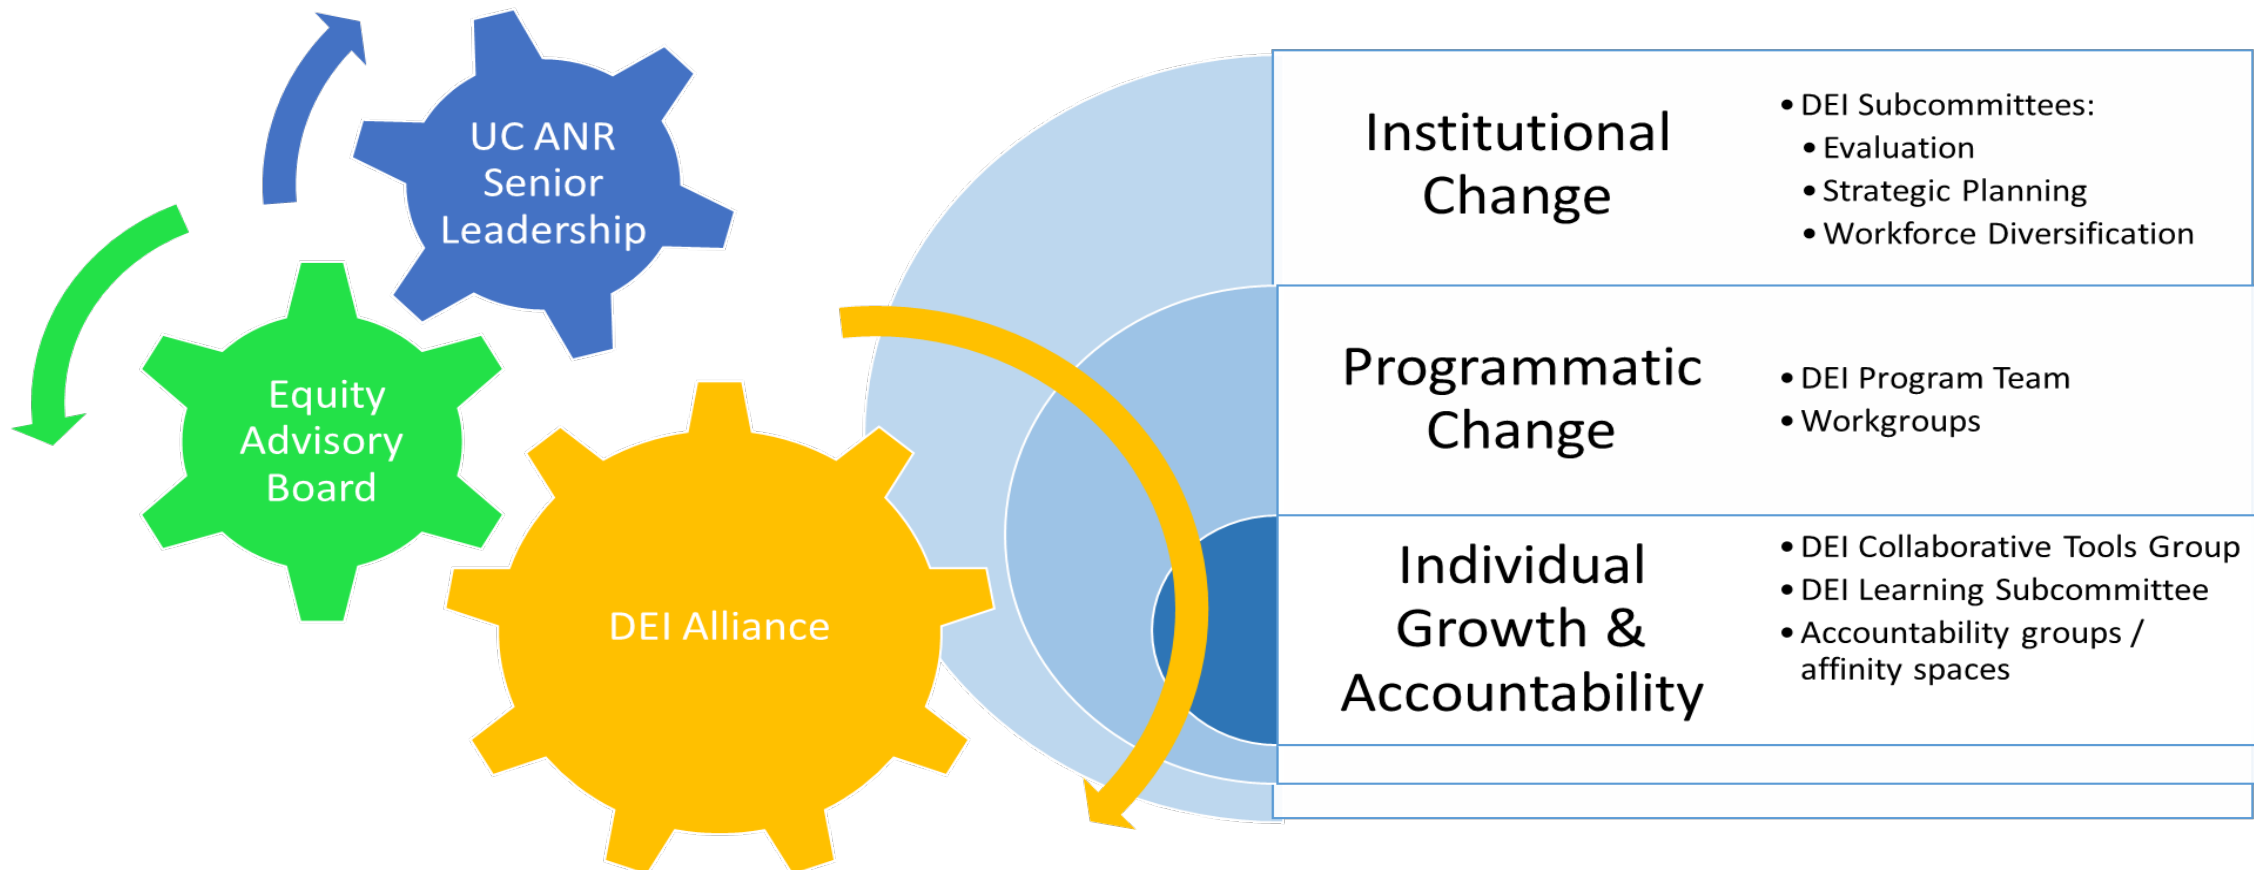 UC ANR
Senior
Leadership
Equity
Advisory
Board
DEI Alliance
Institutional
Change
• DEI Subcommittees:
• Evaluation
• Strategic Planning
• Workforce Diversification
Programmatic
Change
• DEI Program Team
• Workgroups
Individual
Growth &
Accountability
• DEI Collaborative Tools Group
• DEI Learning Subcommittee
• Accountability groups /
affinity spaces